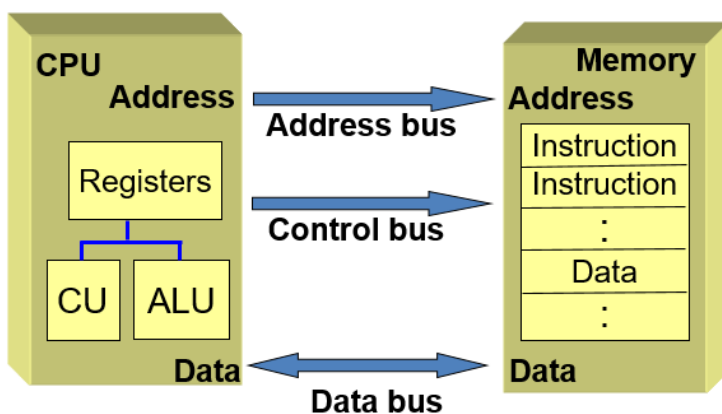 CPU
Address
Registers
CU
ALU
Data
Address bus
Control bus
Data bus
Memory
Address
Instruction
Instruction
:
Data
:
Data